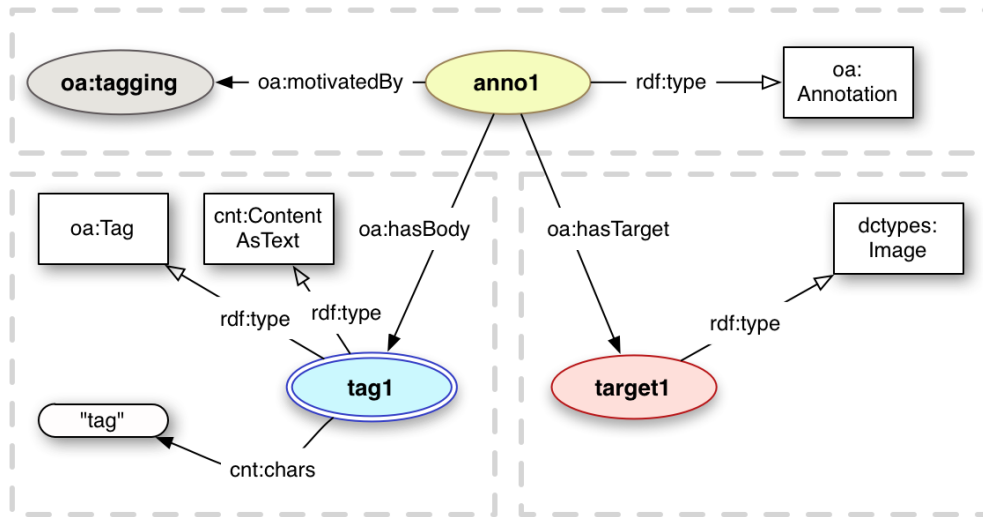 oa:tagging
oa:motivatedBy
anno1
rdf:type
oa:
Annotation
oa:Tag
cnt:Content
AsText
oa:hasBody
oa:hasTarget
dctypes:
Image
rdf:type
rdf:type
rdf:type
tag1
target1
"tag"
cnt:chars